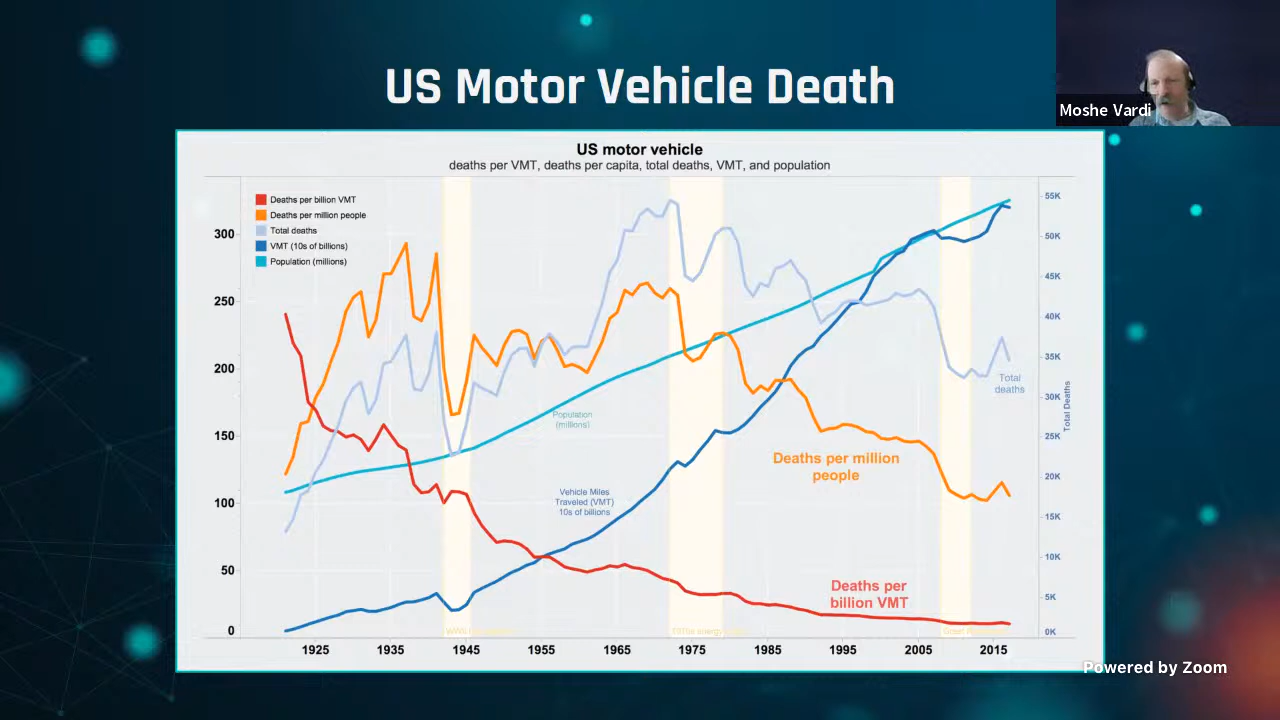 US Motor Vehicle Death
Moshe Vardi
US motor vehicle
deaths per VMT, deaths per capita, total deaths, VMT, and population
Deaths per billion VMT
Deaths per million people
Total deaths
VMT (10s of billions)
Population (millions)
300
250
200
150
100
50
0
55K
50K
45K
40K
35K
30K
25K
20K
15K
10K
5K
0K
Total Deaths
Total
deaths
Population
(millions)
Deaths per million
people
Vehicle Miles
Traveled (VMT)
10s of billions
Deaths per
billion VMT
1925
1935
1945
1955
1965
1975
1985
1995
2005
2015
Powered by Zoom